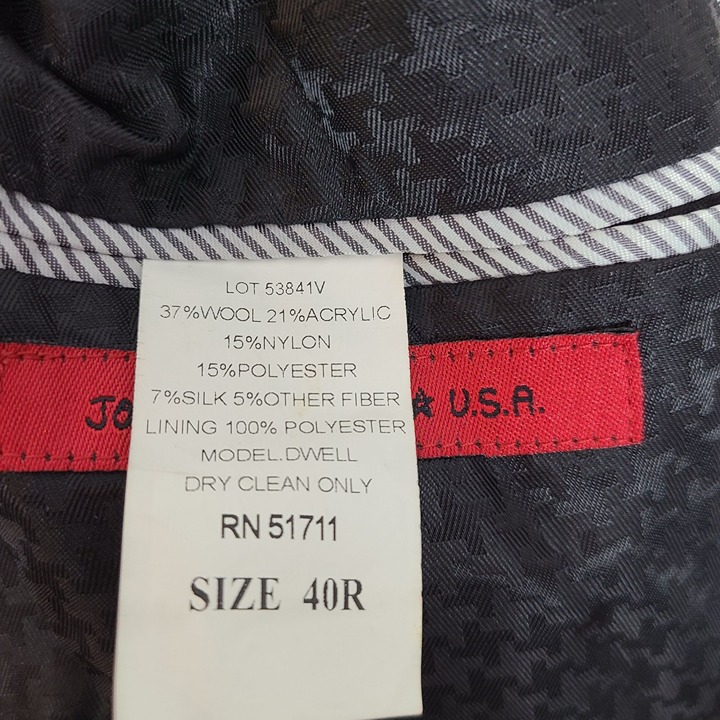 LOT 53841V
37%WOOL 21%ACRYLIC
15%NYLON
15%POLYESTER
7%SILK 5%OTHER FIBER
LINING 100% POLYESTER
MODEL.DWELL
DRY CLEAN ONLY
RN 51711
SIZE 40R
JO ☆ U.S.A.